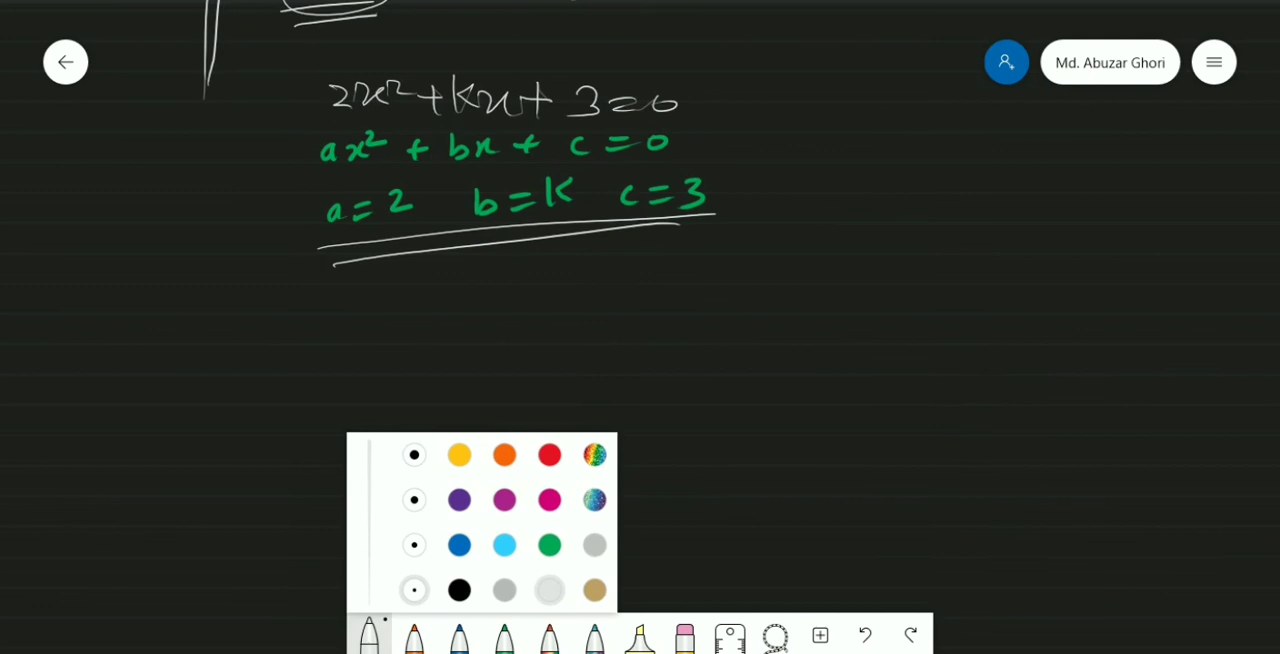 Md. Abuzar Ghori
2x²+kx+3=0
ax²+bx+c=0
a=2 b=K c=3